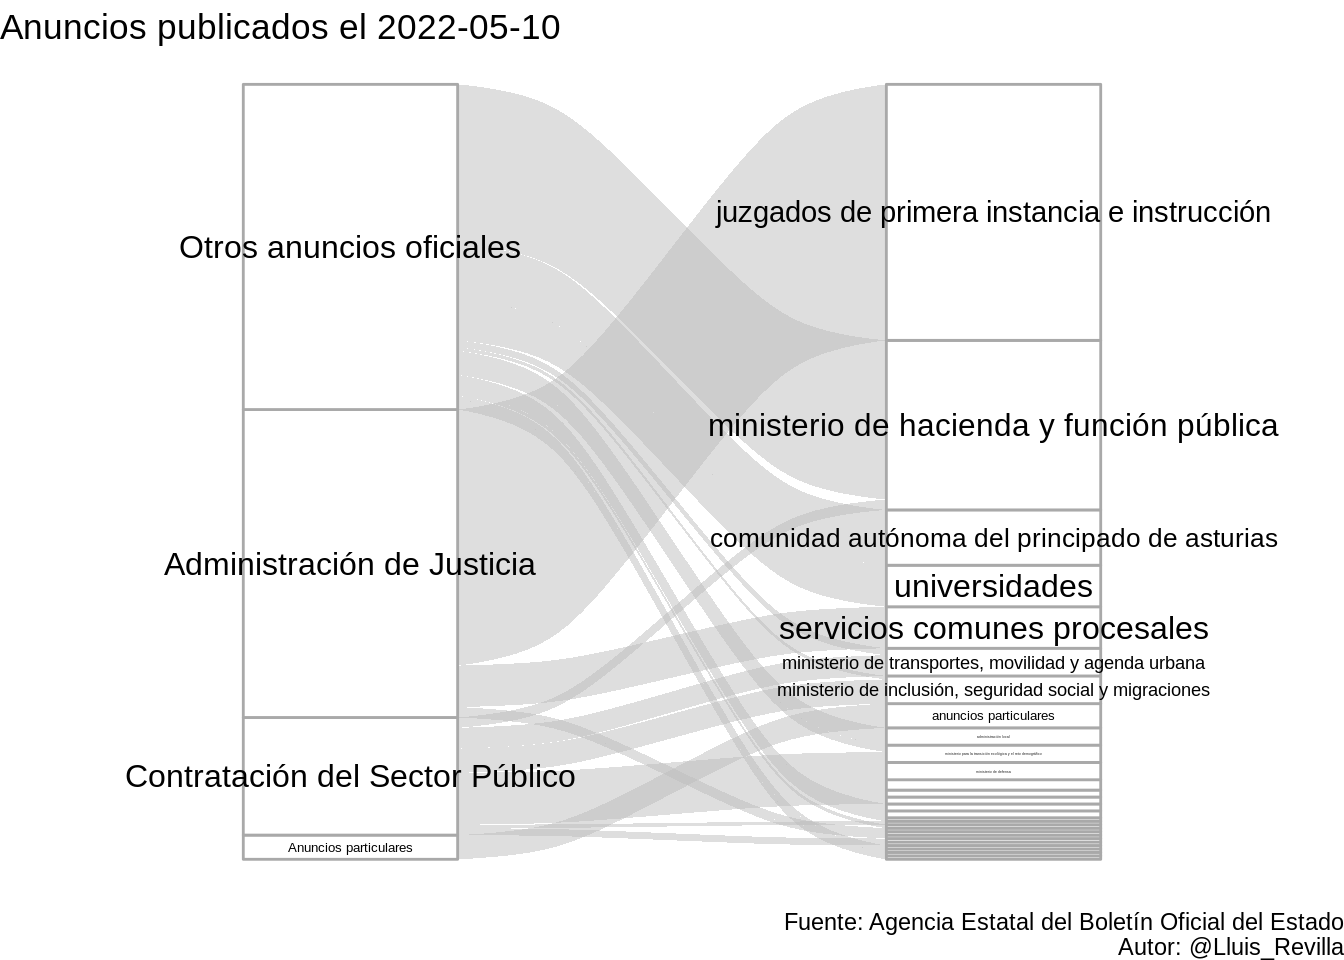 Anuncios publicados el 2022-05-10
Otros anuncios oficiales
Administración de Justicia
Contratación del Sector Público
Anuncios particulares
juzgados de primera instancia e instrucción
ministerio de hacienda y función pública
comunidad autónoma del principado de asturias
universidades
servicios comunes procesales
ministerio de transportes, movilidad y agenda urbana
ministerio de inclusión, seguridad social y migraciones
anuncios particulares
administración local
ministerio para la transición ecológica y el reto demográfico
ministerio de defensa
Fuente: Agencia Estatal del Boletín Oficial del Estado
Autor: @Lluis_Revilla